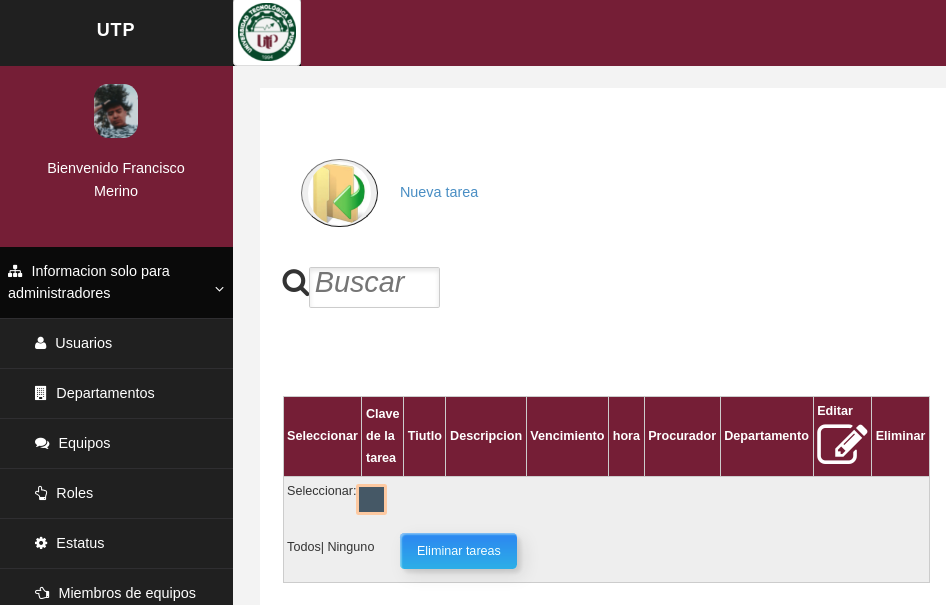 UTP
UNIVERSIDAD TECNOLÓGICA DE PUEBLA
UTP
1994
Bienvenido Francisco
Merino
Informacion solo para
administradores
Usuarios
Departamentos
Equipos
Roles
Estatus
Miembros de equipos
Nueva tarea
Buscar
Seleccionar
Clave
de la
tarea
Tiutlo
Descripcion
Vencimiento
hora
Procurador
Departamento
Editar
Eliminar
Seleccionar:
Todos| Ninguno
Eliminar tareas